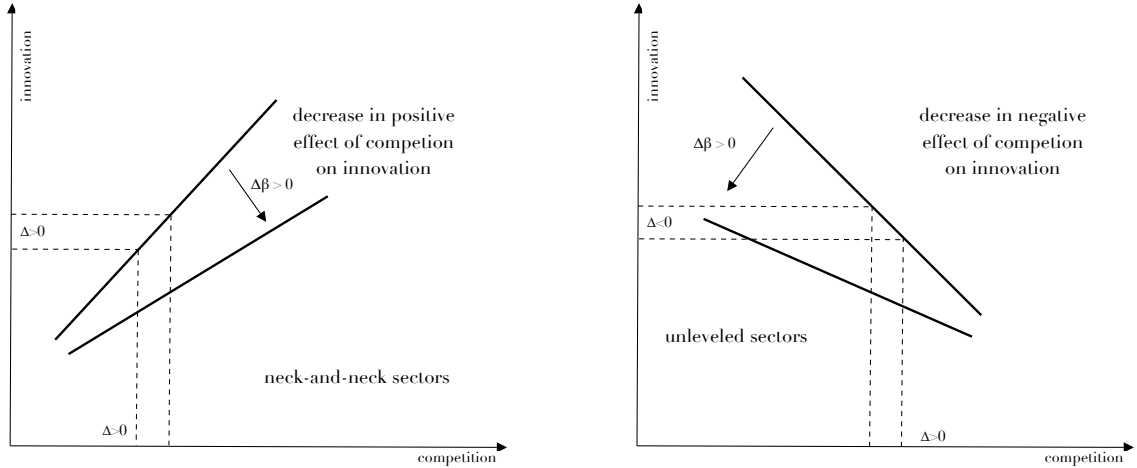 innovation
decrease in positive
effect of competion
on innovation
Δβ > 0
Δ>0
neck-and-neck sectors
Δ>0
competition
innovation
decrease in negative
effect of competion
on innovation
Δβ > 0
Δ<0
unleveled sectors
Δ>0
competition